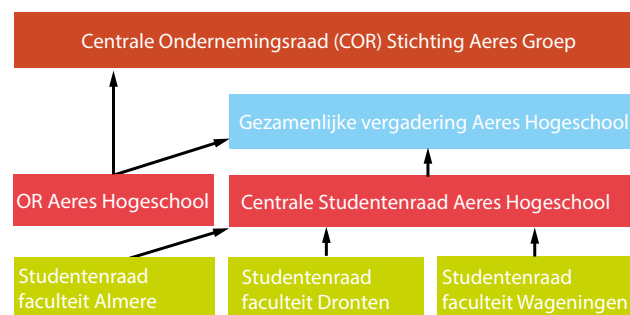 Centrale Ondernemingsraad (COR) Stichting Aeres Groep
Gezamenlijke vergadering Aeres Hogeschool
OR Aeres Hogeschool
Centrale Studentenraad Aeres Hogeschool
Studentenraad
faculteit Almere
Studentenraad
faculteit Dronten
Studentenraad
faculteit Wageningen